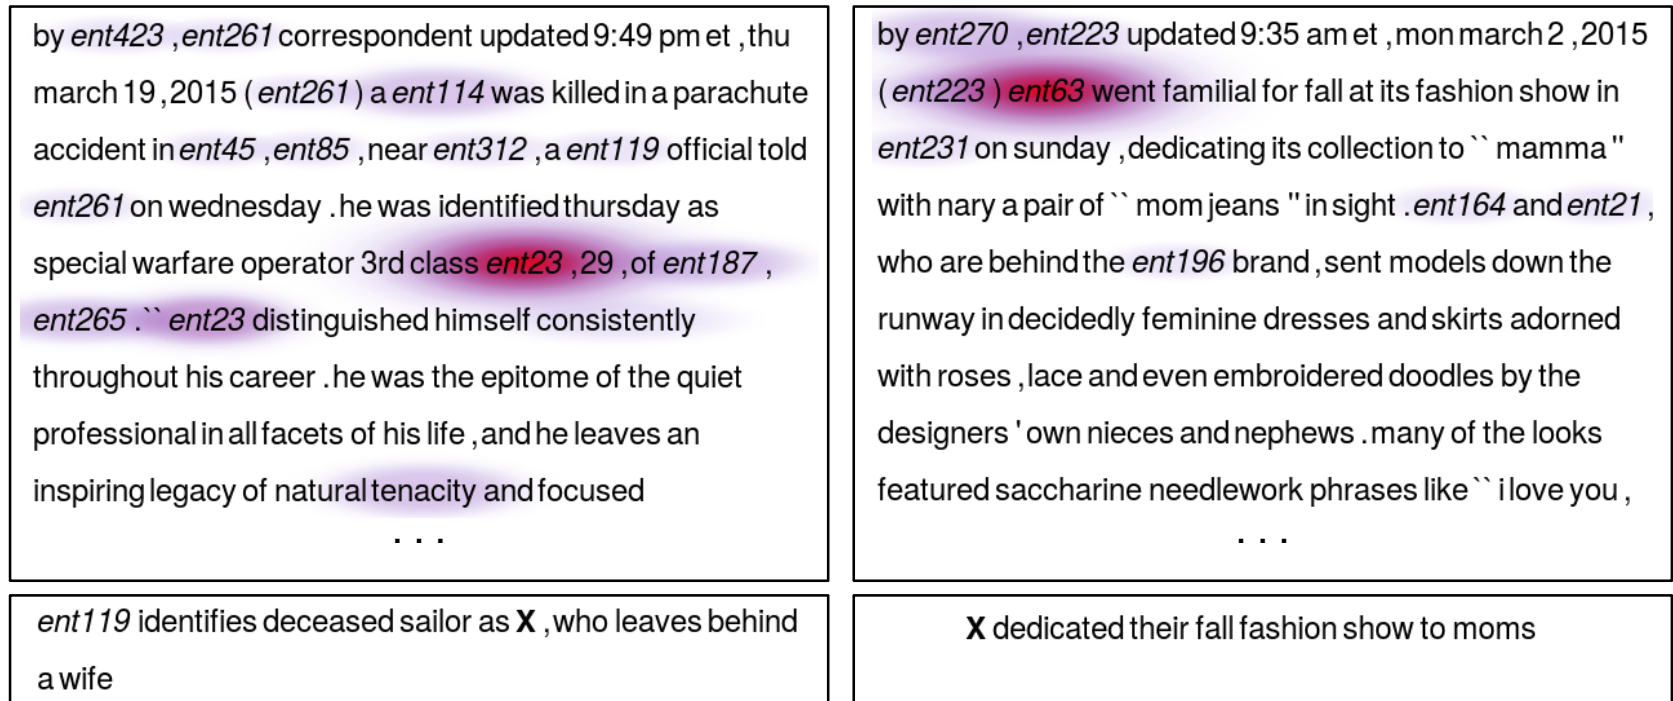 by ent423 ,ent261 correspondent updated 9:49 pm et ,thu
march 19 ,2015 ( ent261 ) a ent114 was killed in a parachute
accident in ent45 ,ent85 ,near ent312 ,a ent119 official told
ent261 on wednesday .he was identified thursday as
special warfare operator 3rd class ent23 ,29 ,of ent187 ,
ent265 .`` ent23 distinguished himself consistently
throughout his career .he was the epitome of the quiet
professional in all facets of his life ,and he leaves an
inspiring legacy of natural tenacity and focused
. . .
ent119 identifies deceased sailor as X ,who leaves behind
a wife
by ent270 ,ent223 updated 9:35 am et ,mon march 2 ,2015
( ent223 ) ent63 went familial for fall at its fashion show in
ent231 on sunday ,dedicating its collection to `` mamma ''
with nary a pair of `` mom jeans '' in sight .ent164 and ent21 ,
who are behind the ent196 brand ,sent models down the
runway in decidedly feminine dresses and skirts adorned
with roses ,lace and even embroidered doodles by the
designers ' own nieces and nephews .many of the looks
featured saccharine needlework phrases like `` i love you ,
. . .
X dedicated their fall fashion show to moms